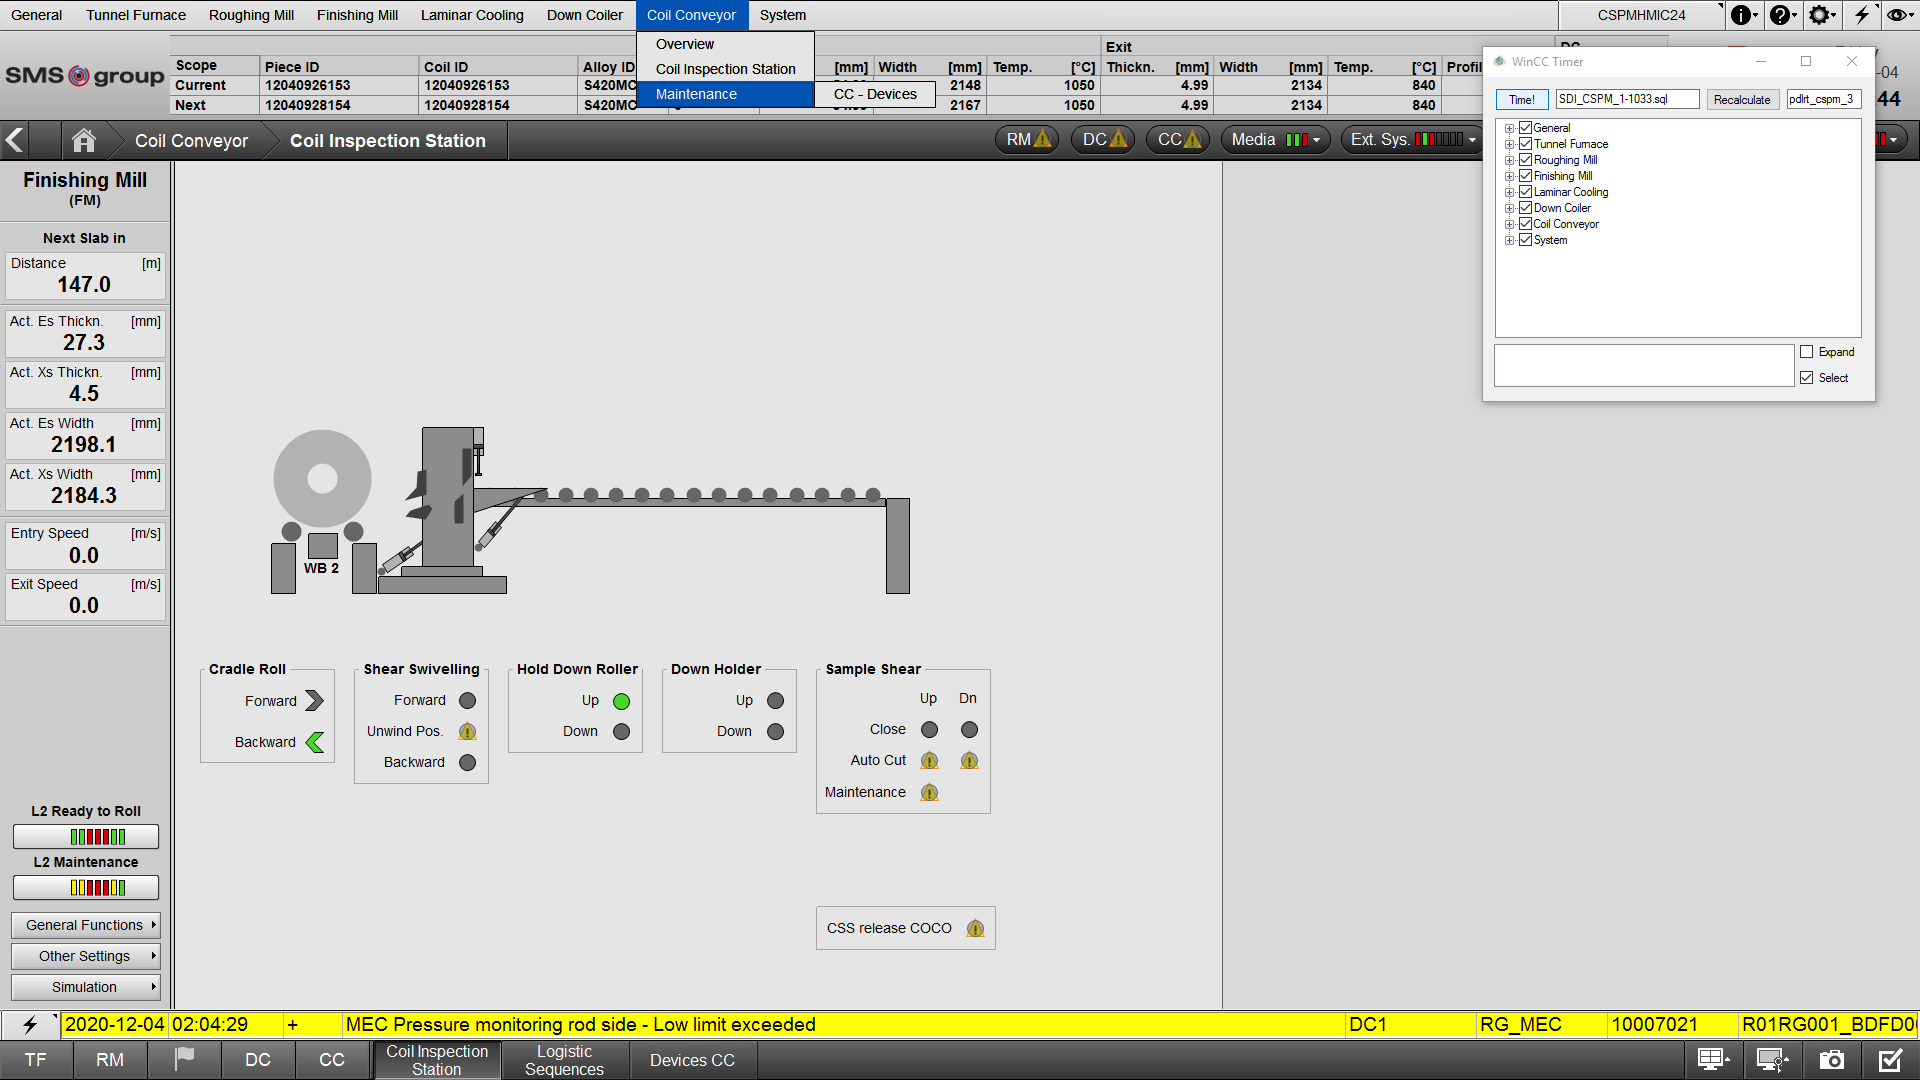 General Tunnel Furnace Roughing Mill Finishing Mill Laminar Cooling Down Coiler Coil Conveyor System CSPMHMIC24
Overview
Coil Inspection Station
Maintenance
CC - Devices
SMS group
Exit
Scope Piece ID Coil ID Alloy ID [mm] Width [mm] Temp. [°C] Thickn. [mm] Width [mm] Temp. [°C] Profil
Current 12040926153 12040926153 S420MC 2148 1050 4.99 2134 840
Next 12040928154 12040928154 S420MC 2167 1050 4.99 2134 840
-04
44
Coil Conveyor Coil Inspection Station RM DC CC Media Ext. Sys.
WinCC Timer
Time! SDI_CSPM_1-1033.sql Recalculate pdlrt_cspm_3
General
Tunnel Furnace
Roughing Mill
Finishing Mill
Laminar Cooling
Down Coiler
Coil Conveyor
System
Expand
Select
Finishing Mill
(FM)
Next Slab in
Distance [m]
147.0
Act. Es Thickn. [mm]
27.3
Act. Xs Thickn. [mm]
4.5
Act. Es Width [mm]
2198.1
Act. Xs Width [mm]
2184.3
Entry Speed [m/s]
0.0
Exit Speed [m/s]
0.0
L2 Ready to Roll
L2 Maintenance
General Functions
Other Settings
Simulation
WB 2
Cradle Roll
Forward
Backward
Shear Swivelling
Forward
Unwind Pos.
Backward
Hold Down Roller
Up
Down
Down Holder
Up
Down
Sample Shear
Up Dn
Close
Auto Cut
Maintenance
CSS release COCO
2020-12-04 02:04:29 + MEC Pressure monitoring rod side - Low limit exceeded DC1 RG_MEC 10007021 R01RG001_BDFD0
TF RM DC CC Coil Inspection Station Logistic Sequences Devices CC